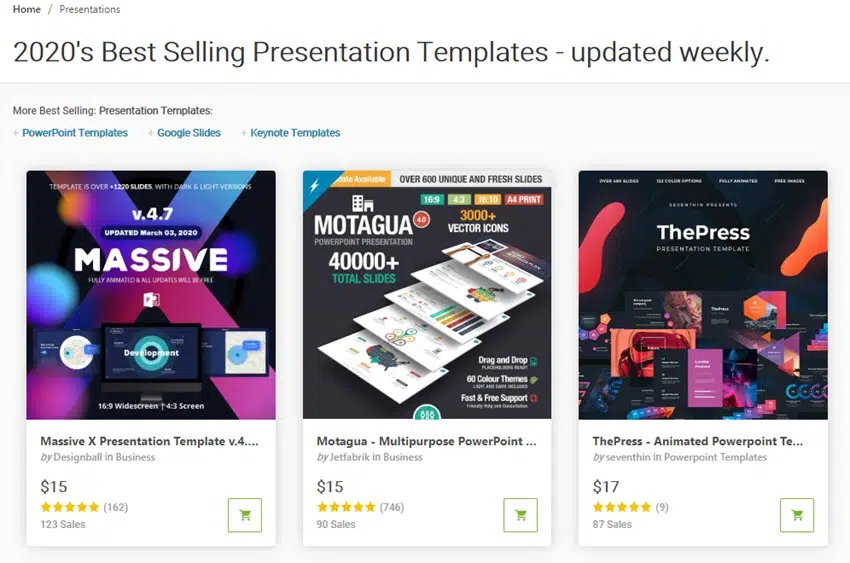 Home / Presentations
2020's Best Selling Presentation Templates - updated weekly.
More Best Selling: Presentation Templates:
+ PowerPoint Templates + Google Slides + Keynote Templates
TEMPLATE IS OVER +1220 SLIDES, WITH DARK & LIGHT VERSIONS
v.4.7
UPDATED March 03, 2020
MASSIVE
X
FULLY ANIMATED & ALL UPDATES WILL BE FREE
Development
16:9 Widescreen | 4:3 Screen
Massive X Presentation Template v.4....
by Designball in Business
$15
(162)
123 Sales
date Available
OVER 600 UNIQUE AND FRESH SLIDES
16:9 4:3 16:10 A4 PRINT
MOTAGUA 4.0
POWERPOINT PRESENTATION
3000+
VECTOR ICONS
40000+
TOTAL SLIDES
Drag and Drop
PLACEHOLDERS READY
60 Colour Themes
LIGHT AND DARK INCLUDED
Fast & Free Support
Friendly Help and Consultation
Motagua - Multipurpose PowerPoint ...
by Jetfabrik in Business
$15
(746)
90 Sales
OVER 680 SLIDES 152 COLOR OPTIONS FULLY ANIMATED FREE IMAGES
SEVENTHIN PRESENTS
ThePress
PRESENTATION TEMPLATE
ThePress
ThePress - Animated Powerpoint Te...
by seventhin in Powerpoint Templates
$17
(9)
87 Sales